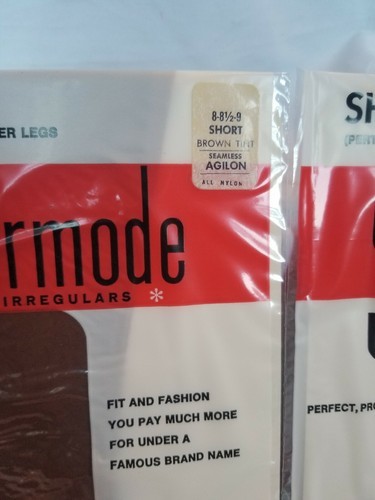 ER LEGS
8-8½-9
SHORT
BROWN TINT
SEAMLESS
AGILON
ALL NYLON
rmode
IRREGULARS *
FIT AND FASHION
YOU PAY MUCH MORE
FOR UNDER A
FAMOUS BRAND NAME
SH
PERFECT, PRO